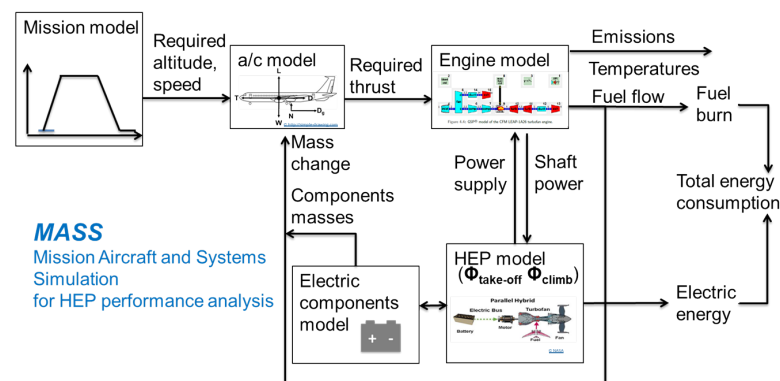 Mission model
Required
altitude,
speed
a/c model
L
T
N
D
W
Required
thrust
Engine model
Emissions
Temperatures
Fuel flow
Fuel
burn
Mass
change
Power
supply
Shaft
power
Total energy
consumption
Components
masses
MASS
Mission Aircraft and Systems
Simulation
for HEP performance analysis
Electric
components
model
+ -
HEP model
(Φtake-off Φclimb)
Parallel Hybrid
Electric Bus
Turbofan
Battery
Motor
Fuel
Fan
© NASA
Electric
energy